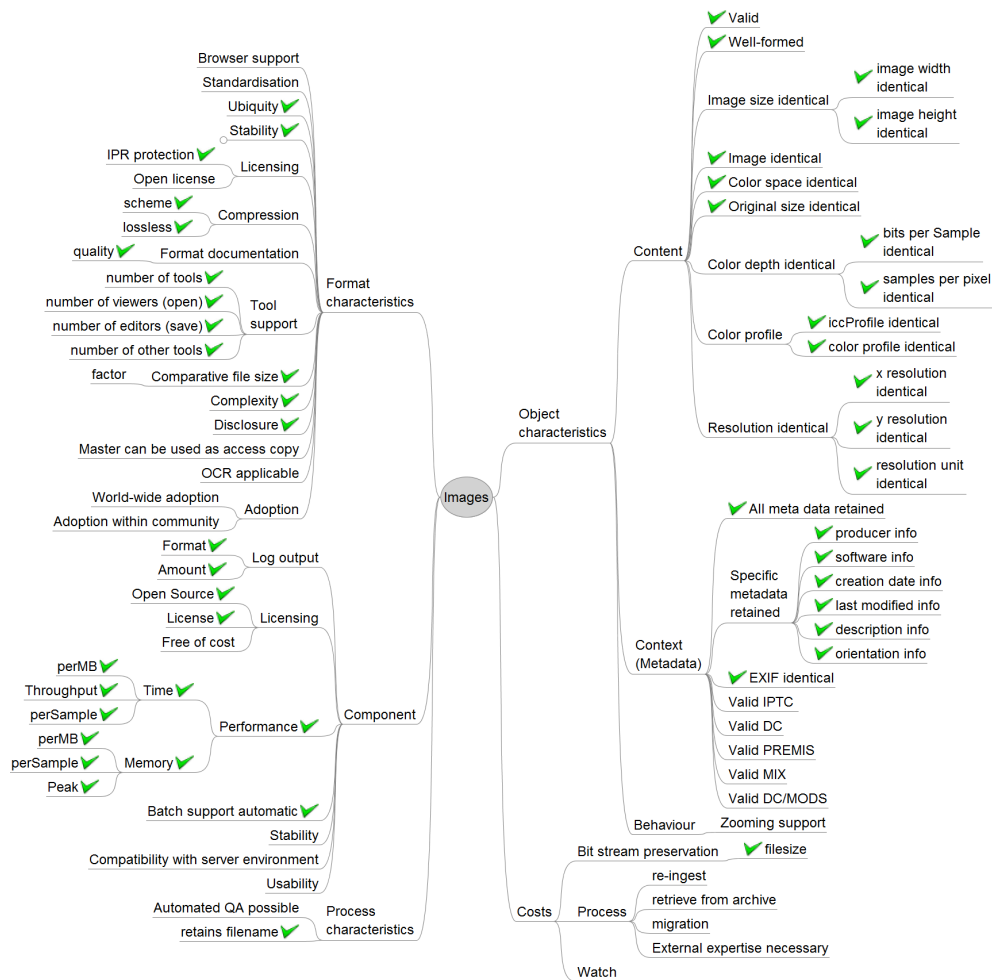 Images
Format
characteristics
Browser support
Standardisation
Ubiquity
Stability
Licensing
IPR protection
Open license
Compression
scheme
lossless
Format documentation
quality
Tool
support
number of tools
number of viewers (open)
number of editors (save)
number of other tools
Comparative file size
factor
Complexity
Disclosure
Master can be used as access copy
OCR applicable
Adoption
World-wide adoption
Adoption within community
Component
Log output
Format
Amount
Licensing
Open Source
License
Free of cost
Performance
Time
perMB
Throughput
perSample
Memory
perMB
perSample
Peak
Batch support automatic
Stability
Compatibility with server environment
Usability
Process
characteristics
Automated QA possible
retains filename
Object
characteristics
Content
Valid
Well-formed
Image size identical
image width
identical
image height
identical
Image identical
Color space identical
Original size identical
Color depth identical
bits per Sample
identical
samples per pixel
identical
Color profile
iccProfile identical
color profile identical
Resolution identical
x resolution
identical
y resolution
identical
resolution unit
identical
Context
(Metadata)
All meta data retained
Specific
metadata
retained
producer info
software info
creation date info
last modified info
description info
orientation info
EXIF identical
Valid IPTC
Valid DC
Valid PREMIS
Valid MIX
Valid DC/MODS
Behaviour
Zooming support
Costs
Bit stream preservation
filesize
Process
re-ingest
retrieve from archive
migration
External expertise necessary
Watch